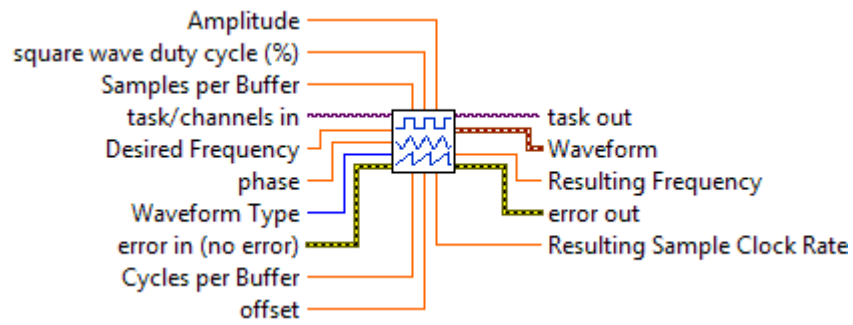 Amplitude
square wave duty cycle (%)
Samples per Buffer
task/channels in
Desired Frequency
phase
Waveform Type
error in (no error)
Cycles per Buffer
offset
task out
Waveform
Resulting Frequency
error out
Resulting Sample Clock Rate